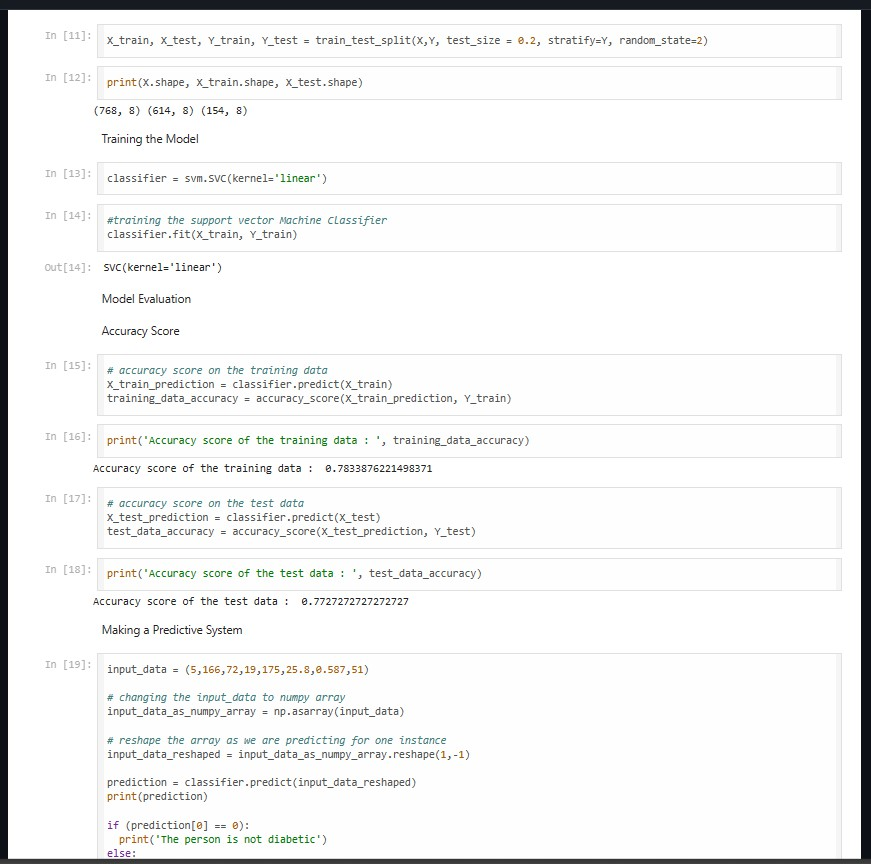 In [11]: X_train, X_test, Y_train, Y_test = train_test_split(X,Y, test_size = 0.2, stratify=Y, random_state=2)
In [12]: print(X.shape, X_train.shape, X_test.shape)
(768, 8) (614, 8) (154, 8)
Training the Model
In [13]: classifier = svm.SVC(kernel='linear')
In [14]: #training the support vector Machine Classifier
classifier.fit(X_train, Y_train)
Out[14]: SVC(kernel='linear')
Model Evaluation
Accuracy Score
In [15]: # accuracy score on the training data
X_train_prediction = classifier.predict(X_train)
training_data_accuracy = accuracy_score(X_train_prediction, Y_train)
In [16]: print('Accuracy score of the training data : ', training_data_accuracy)
Accuracy score of the training data :  0.7833876221498371
In [17]: # accuracy score on the test data
X_test_prediction = classifier.predict(X_test)
test_data_accuracy = accuracy_score(X_test_prediction, Y_test)
In [18]: print('Accuracy score of the test data : ', test_data_accuracy)
Accuracy score of the test data :  0.7727272727272727
Making a Predictive System
In [19]: input_data = (5,166,72,19,175,25.8,0.587,51)
# changing the input_data to numpy array
input_data_as_numpy_array = np.asarray(input_data)
# reshape the array as we are predicting for one instance
input_data_reshaped = input_data_as_numpy_array.reshape(1,-1)
prediction = classifier.predict(input_data_reshaped)
print(prediction)
if (prediction[0] == 0):
  print('The person is not diabetic')
else: